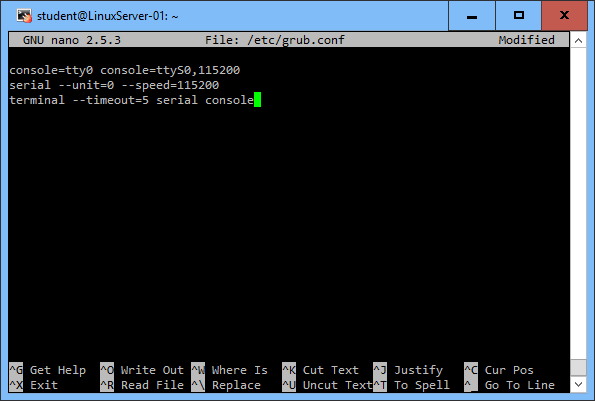 student@LinuxServer-01: ~
GNU nano 2.5.3 File: /etc/grub.conf Modified
console=tty0 console=ttyS0,115200
serial --unit=0 --speed=115200
terminal --timeout=5 serial console
^G Get Help ^O Write Out ^W Where Is ^K Cut Text ^J Justify ^C Cur Pos
^X Exit ^R Read File ^\ Replace ^U Uncut Text ^T To Spell ^_ Go To Line